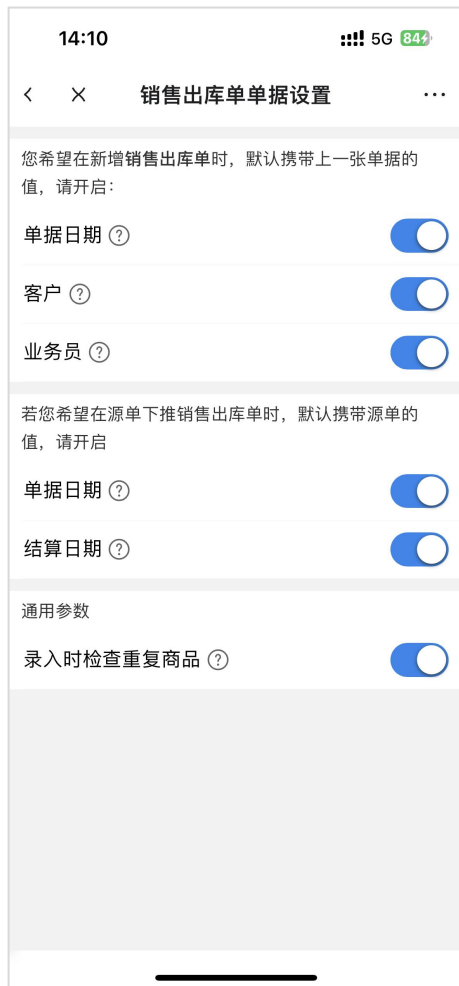 14:10
5G 84
销售出库单单据设置
您希望在新增销售出库单时，默认携带上一张单据的
值，请开启：
单据日期 ?
客户 ?
业务员 ?
若您希望在源单下推销售出库单时，默认携带源单的
值，请开启
单据日期 ?
结算日期 ?
通用参数
录入时检查重复商品 ?